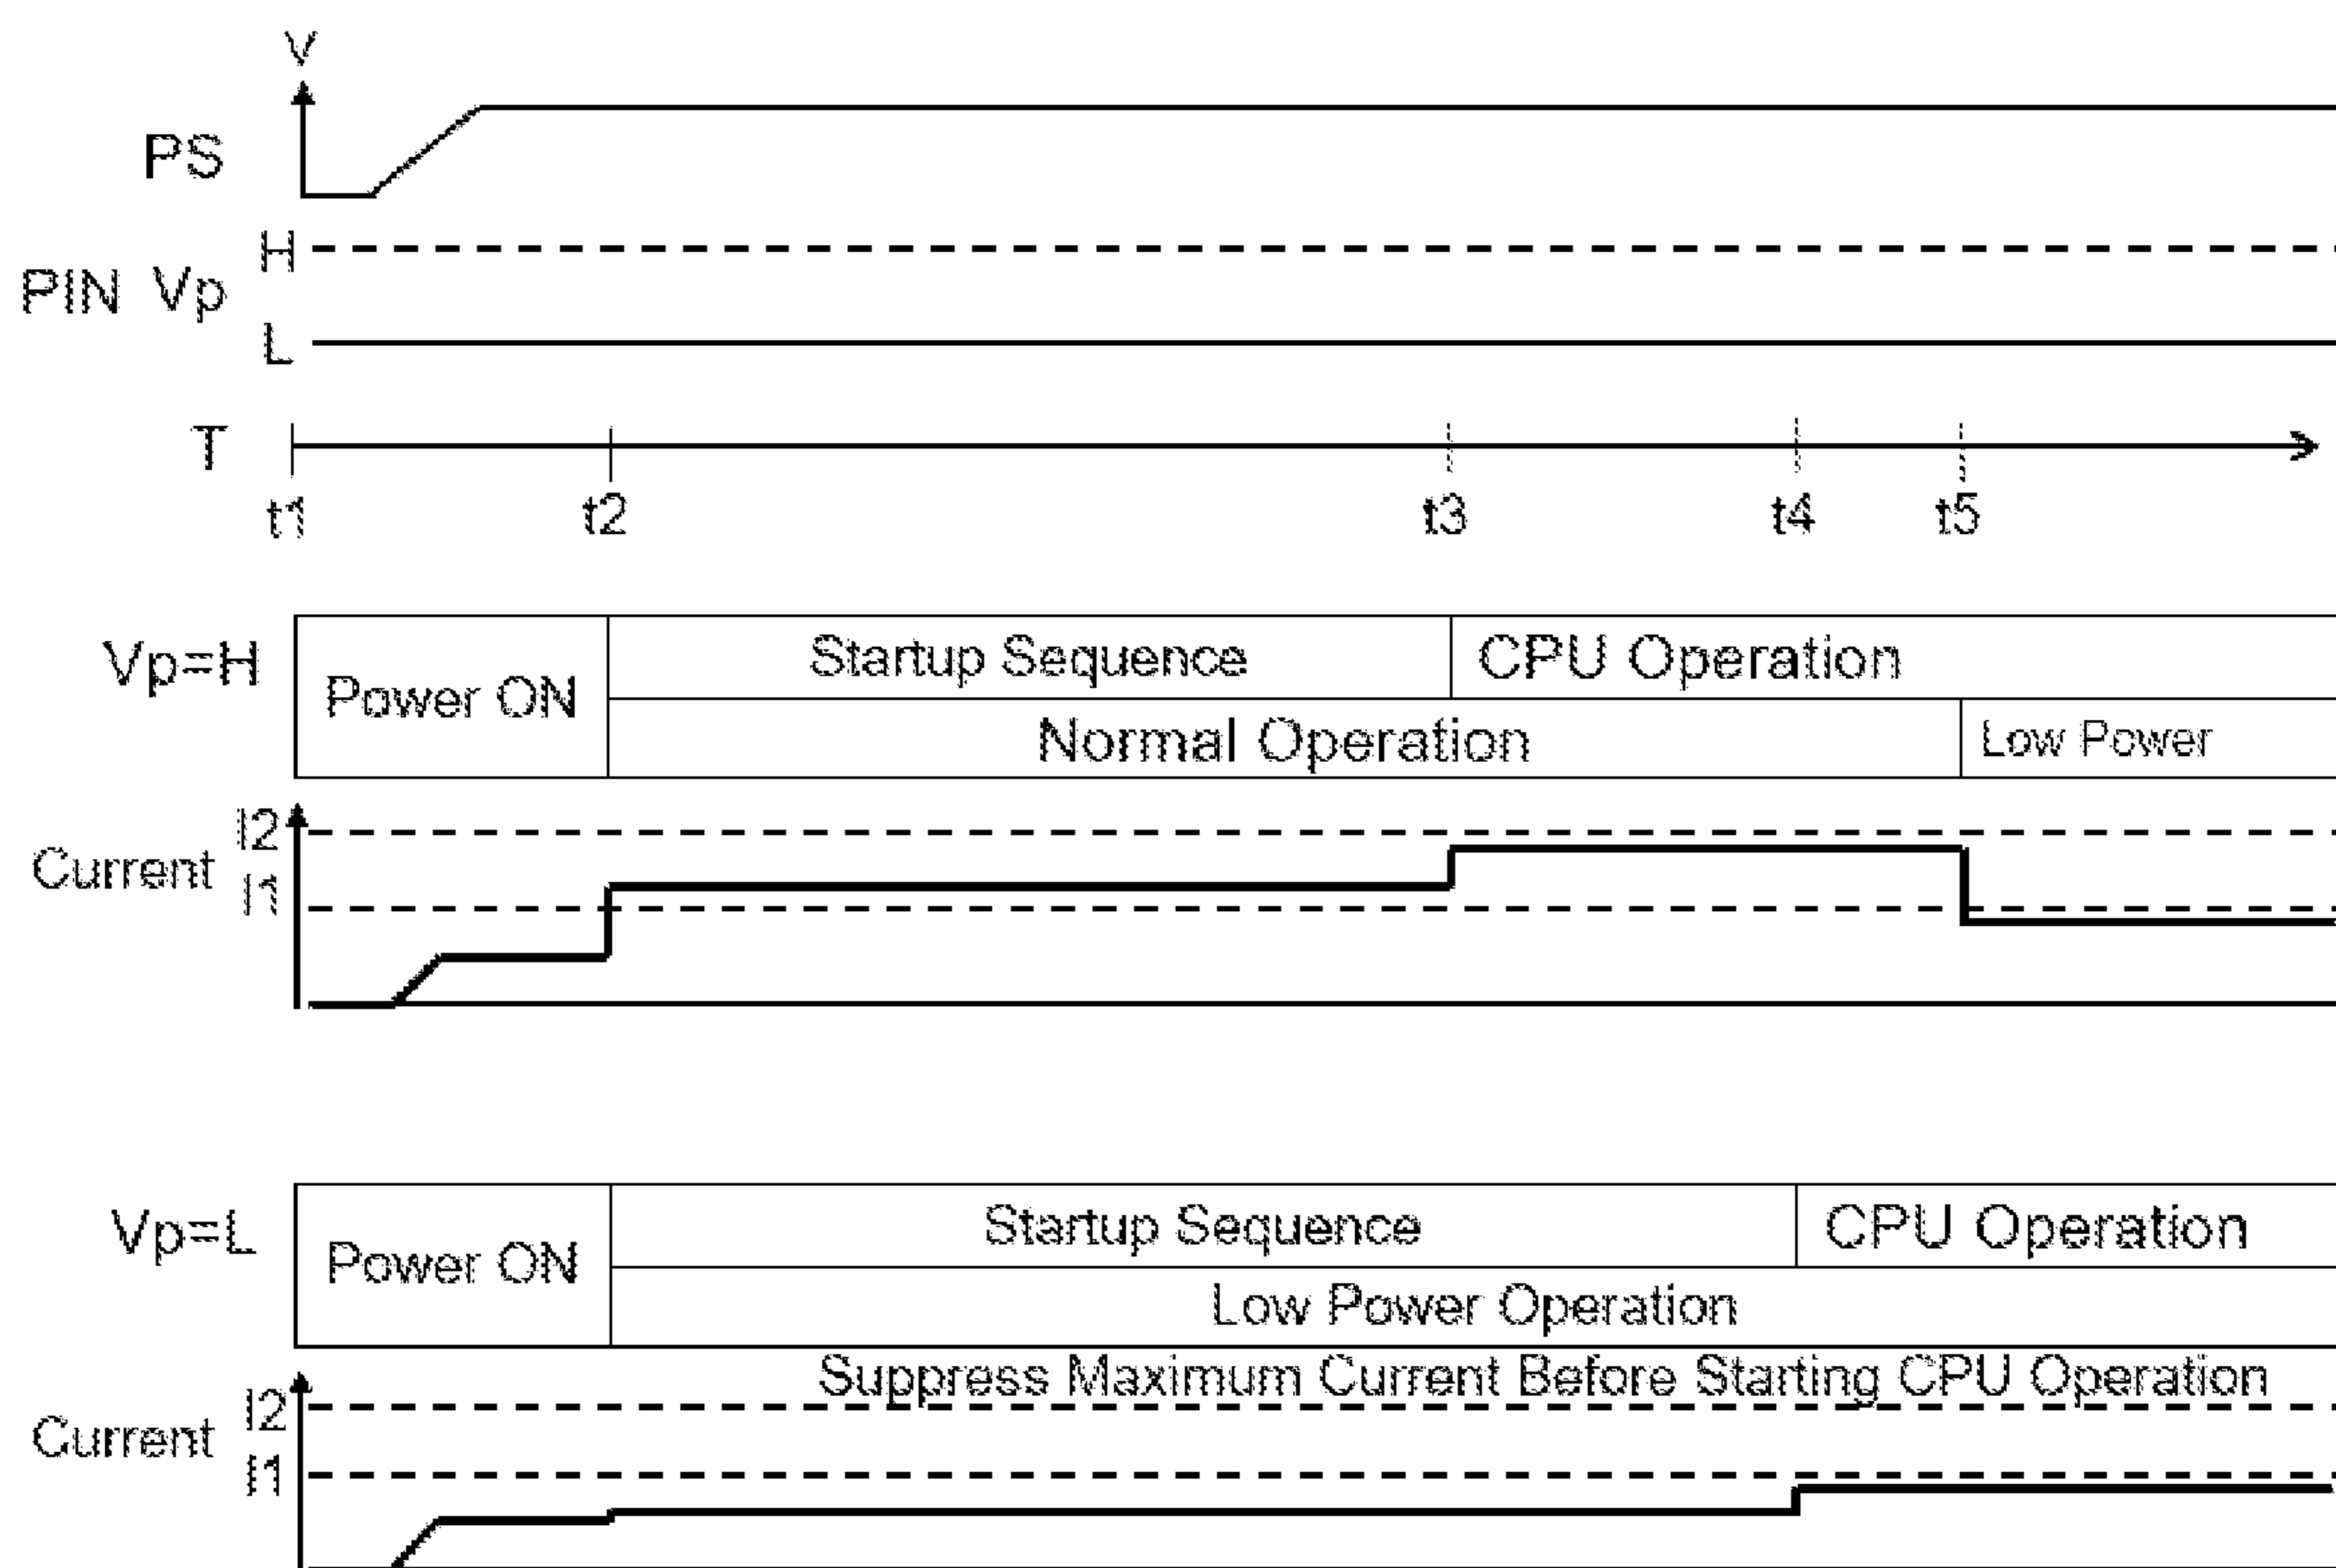 V
PS
H
PIN Vp
L
T
t1 t2 t3 t4 t5
Vp=H
Power ON
Startup Sequence
CPU Operation
Normal Operation
Low Power
I2
Current
I1
Vp=L
Power ON
Startup Sequence
CPU Operation
Low Power Operation
Suppress Maximum Current Before Starting CPU Operation
I2
Current
I1